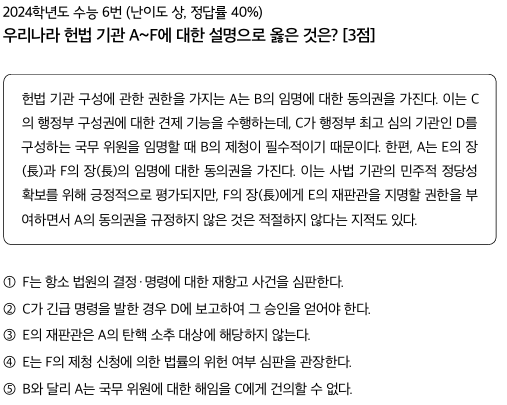 2024학년도 수능 6번 (난이도 상, 정답률 40%)
우리나라 헌법 기관 A~F에 대한 설명으로 옳은 것은? [3점]
헌법 기관 구성에 관한 권한을 가지는 A는 B의 임명에 대한 동의권을 가진다. 이는 C
의 행정부 구성권에 대한 견제 기능을 수행하는데, C가 행정부 최고 심의 기관인 D를
구성하는 국무 위원을 임명할 때 B의 제청이 필수적이기 때문이다. 한편, A는 E의 장
(長)과 F의 장(長)의 임명에 대한 동의권을 가진다. 이는 사법 기관의 민주적 정당성
확보를 위해 긍정적으로 평가되지만, F의 장(長)에게 E의 재판관을 지명할 권한을 부
여하면서 A의 동의권을 규정하지 않은 것은 적절하지 않다는 지적도 있다.
① F는 항소 법원의 결정·명령에 대한 재항고 사건을 심판한다.
② C가 긴급 명령을 발한 경우 D에 보고하여 그 승인을 얻어야 한다.
③ E의 재판관은 A의 탄핵 소추 대상에 해당하지 않는다.
④ E는 F의 제청 신청에 의한 법률의 위헌 여부 심판을 관장한다.
⑤ B와 달리 A는 국무 위원에 대한 해임을 C에게 건의할 수 없다.